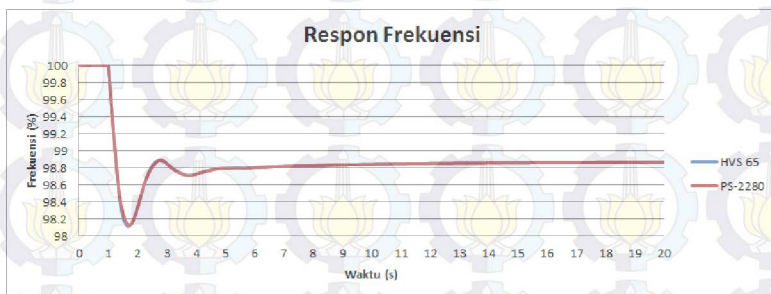 Respon Frekuensi
100
99.8
99.6
99.4
99.2
99
98.8
98.6
98.4
98.2
98
Frekuensi (%)
0 1 2 3 4 5 6 7 8 9 10 11 12 13 14 15 16 17 18 19 20
Waktu (s)
HVS 65
PS-2280